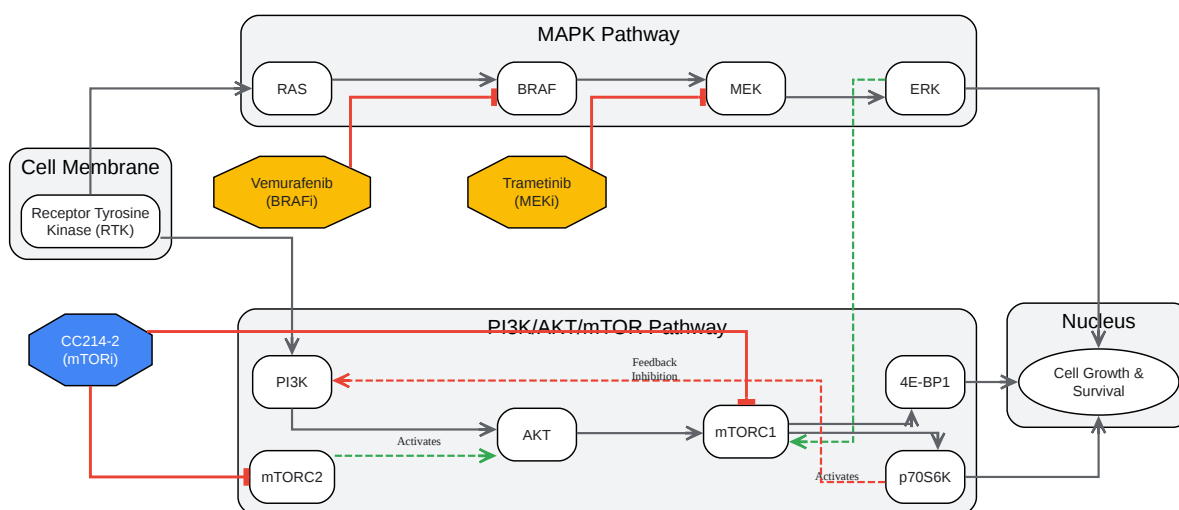 MAPK Pathway
RAS
BRAF
MEK
ERK
Cell Membrane
Receptor Tyrosine
Kinase (RTK)
Vemurafenib
(BRAFi)
Trametinib
(MEKi)
CC214-2
(mTORi)
PI3K/AKT/mTOR Pathway
Nucleus
PI3K
Feedback
Inhibition
4E-BP1
Cell Growth &
Survival
AKT
mTORC1
Activates
mTORC2
Activates
p70S6K